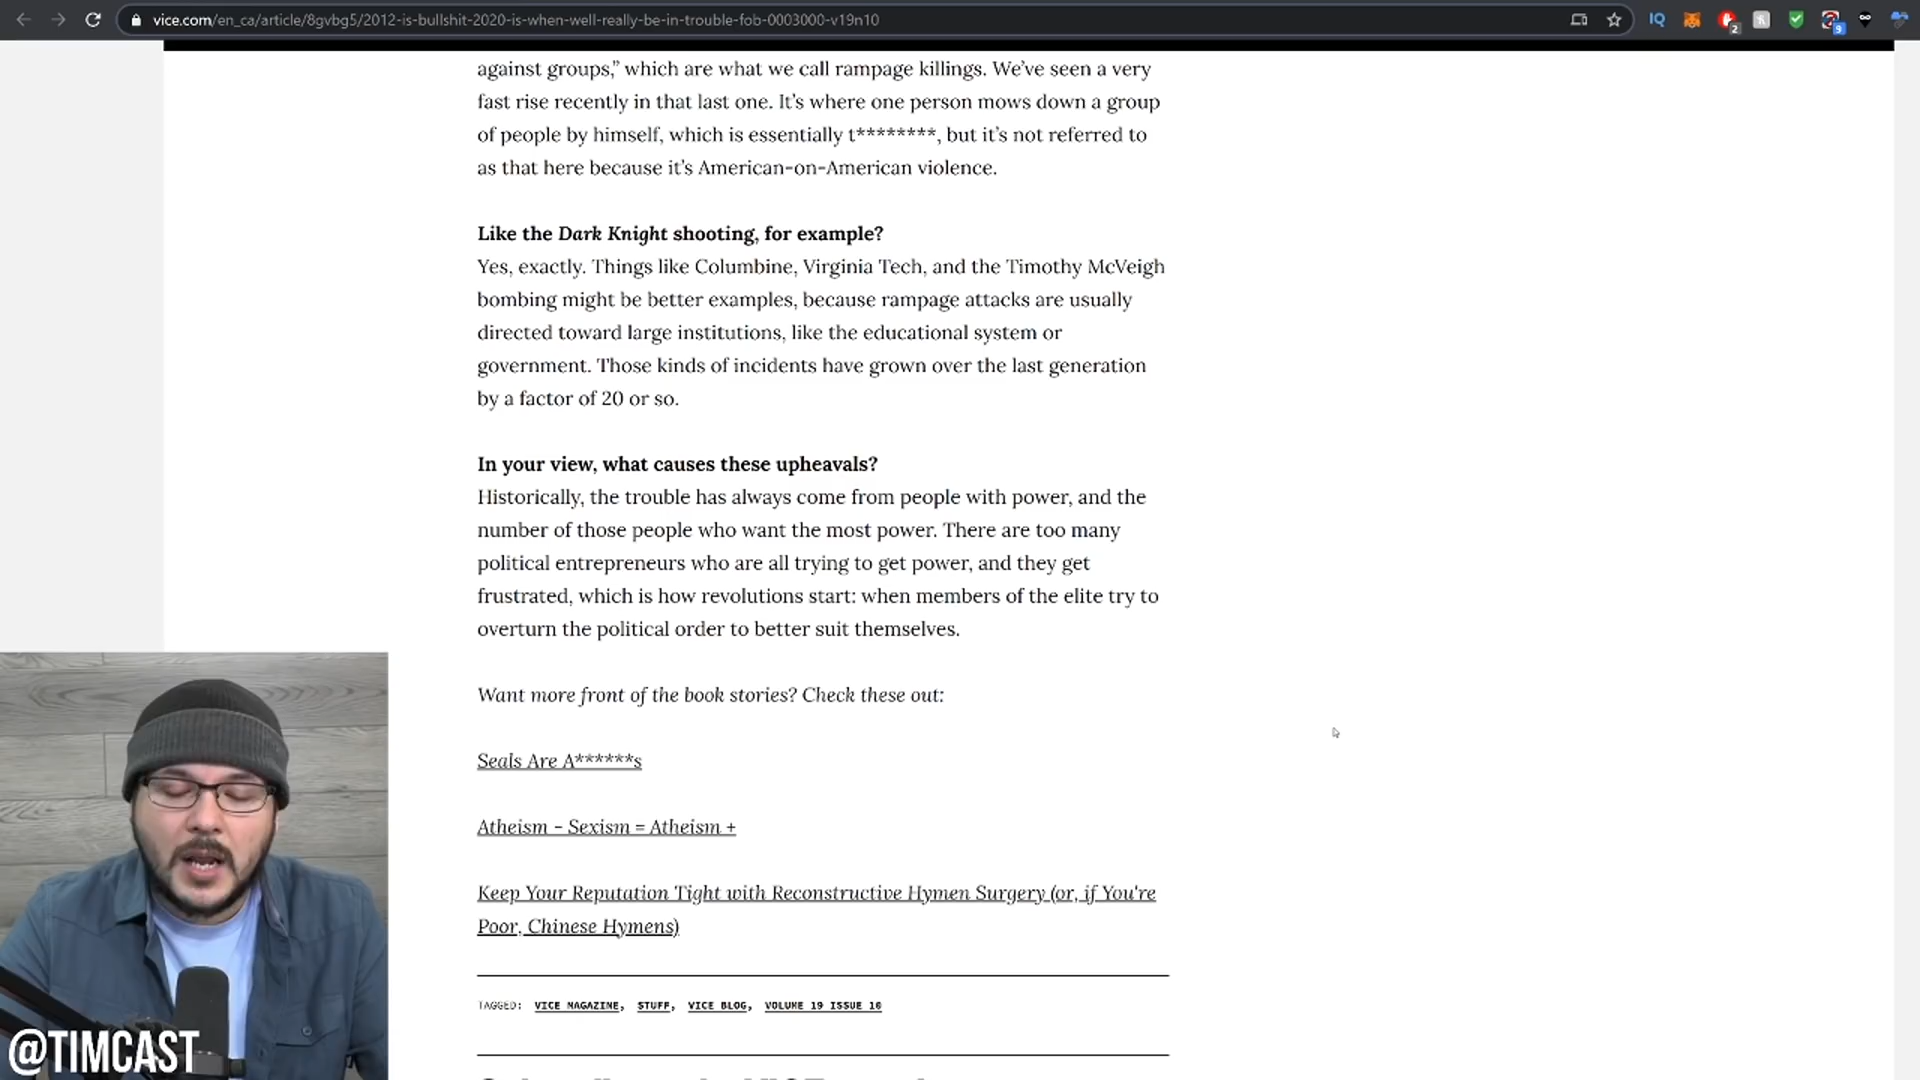 vice.com/en_ca/article/8gvbg5/2012-is-bullshit-2020-is-when-well-really-be-in-trouble-fob-0003000-v19n10
IQ
2
9
against groups,” which are what we call rampage killings. We’ve seen a very
fast rise recently in that last one. It’s where one person mows down a group
of people by himself, which is essentially t********, but it’s not referred to
as that here because it’s American-on-American violence.
Like the Dark Knight shooting, for example?
Yes, exactly. Things like Columbine, Virginia Tech, and the Timothy McVeigh
bombing might be better examples, because rampage attacks are usually
directed toward large institutions, like the educational system or
government. Those kinds of incidents have grown over the last generation
by a factor of 20 or so.
In your view, what causes these upheavals?
Historically, the trouble has always come from people with power, and the
number of those people who want the most power. There are too many
political entrepreneurs who are all trying to get power, and they get
frustrated, which is how revolutions start: when members of the elite try to
overturn the political order to better suit themselves.
Want more front of the book stories? Check these out:
Seals Are A******s
Atheism - Sexism = Atheism +
Keep Your Reputation Tight with Reconstructive Hymen Surgery (or, if You're
Poor, Chinese Hymens)
TAGGED: VICE MAGAZINE, STUFF, VICE BLOG, VOLUME 19 ISSUE 10
@TIMCAST